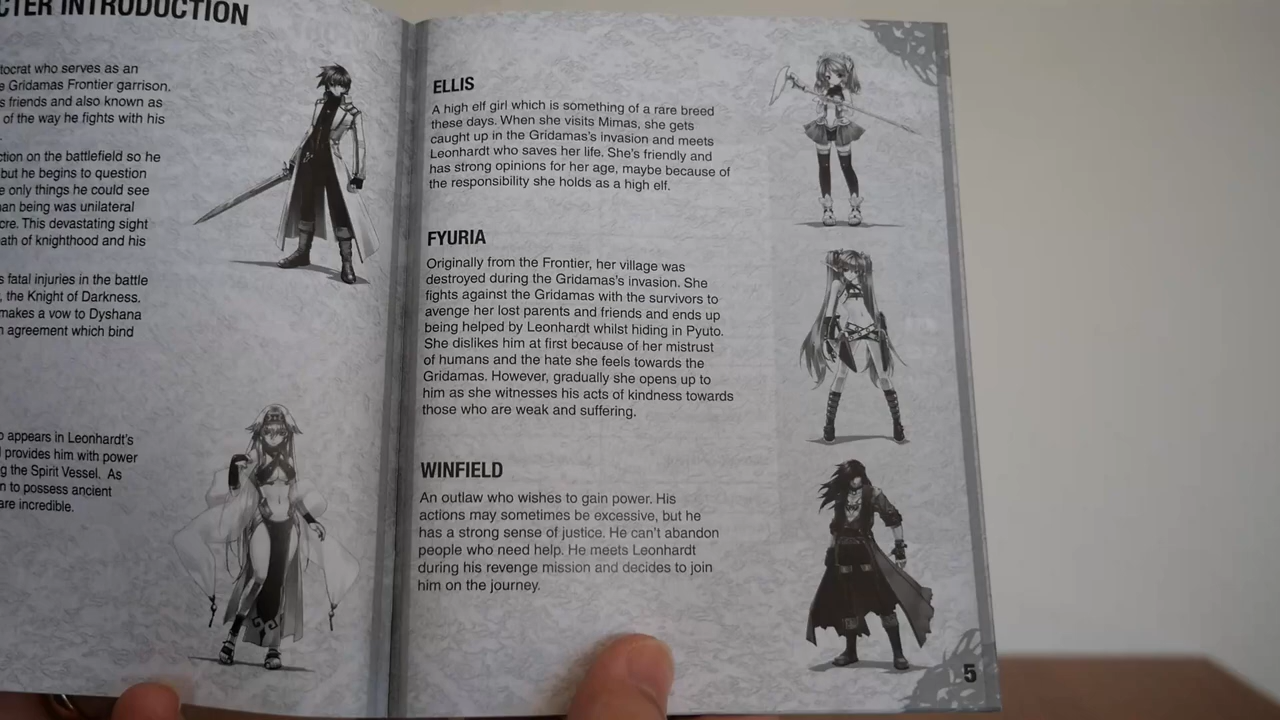 CTER INTRODUCTION
tocrat who serves as an
e Gridamas Frontier garrison.
s friends and also known as
of the way he fights with his
ction on the battlefield so he
but he begins to question
e only things he could see
an being was unilateral
cre. This devastating sight
ath of knighthood and his
s fatal injuries in the battle
, the Knight of Darkness.
makes a vow to Dyshana
n agreement which bind
o appears in Leonhardt's
l provides him with power
g the Spirit Vessel. As
n to possess ancient
are incredible.
ELLIS
A high elf girl which is something of a rare breed
these days. When she visits Mimas, she gets
caught up in the Gridamas's invasion and meets
Leonhardt who saves her life. She's friendly and
has strong opinions for her age, maybe because of
the responsibility she holds as a high elf.
FYURIA
Originally from the Frontier, her village was
destroyed during the Gridamas's invasion. She
fights against the Gridamas with the survivors to
avenge her lost parents and friends and ends up
being helped by Leonhardt whilst hiding in Pyuto.
She dislikes him at first because of her mistrust
of humans and the hate she feels towards the
Gridamas. However, gradually she opens up to
him as she witnesses his acts of kindness towards
those who are weak and suffering.
WINFIELD
An outlaw who wishes to gain power. His
actions may sometimes be excessive, but he
has a strong sense of justice. He can't abandon
people who need help. He meets Leonhardt
during his revenge mission and decides to join
him on the journey.
5